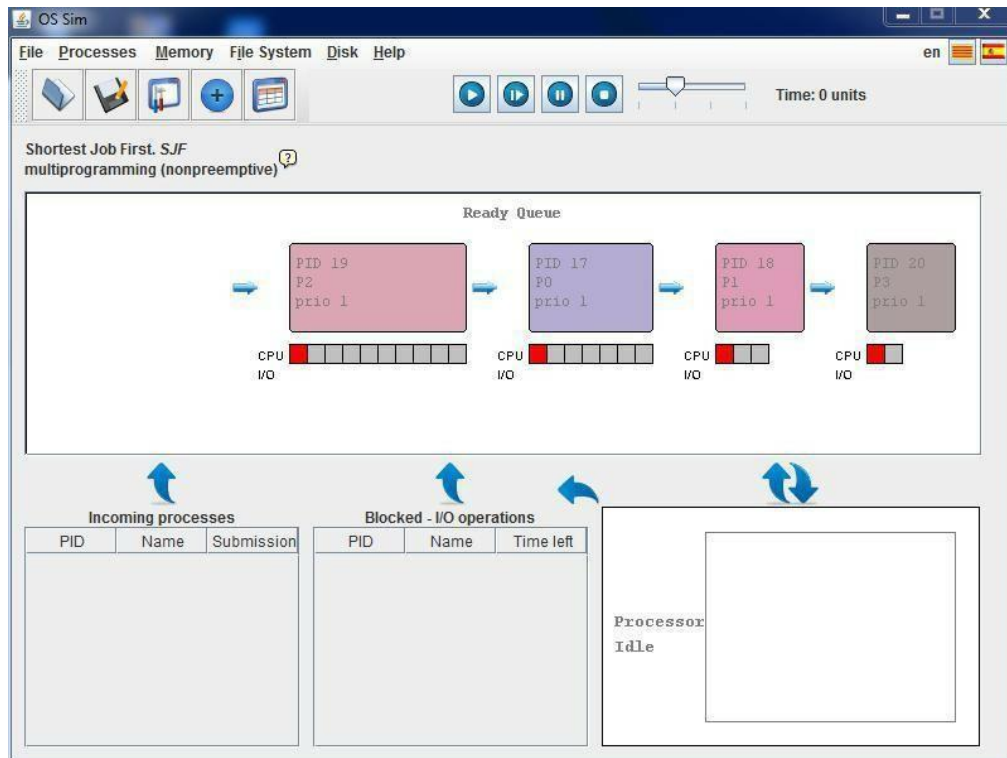 OS Sim
File Processes Memory File System Disk Help en
Time: 0 units
Shortest Job First. SJF
multiprogramming (nonpreemptive) ?
Ready Queue
PID 19
P2
prio 1
CPU
I/O
PID 17
P0
prio 1
CPU
I/O
PID 18
P1
prio 1
CPU
I/O
PID 20
P3
prio 1
CPU
I/O
Incoming processes
PID Name Submission
Blocked - I/O operations
PID Name Time left
Processor
Idle